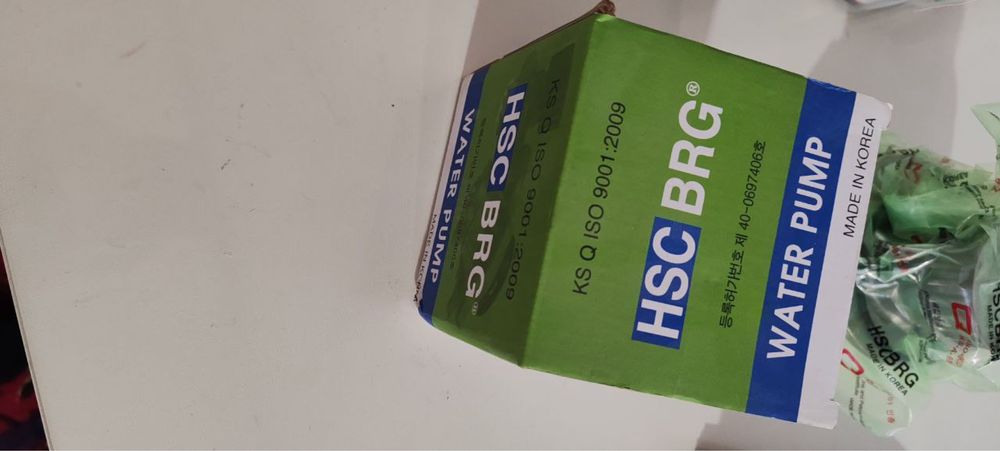 KS Q ISO 9001:2009
HSC BRG®
등록허가번호 제 40-0697406호
WATER PUMP
MADE IN KOREA
KS Q ISO 9001:2009
HSC BRG®
WATER PUMP
MADE IN KOREA
HSC BRG
MADE IN KOREA